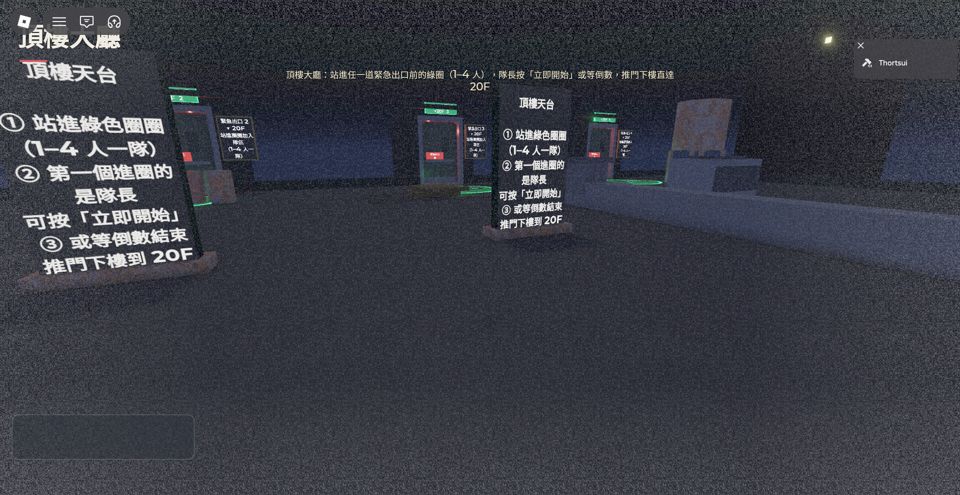 頂樓大廳
頂樓天台
① 站進綠色圈圈
(1–4 人一隊)
② 第一個進圈的
是隊長
可按「立即開始」
③ 或等倒數結束
推門下樓到 20F
頂樓大廳：站進任一道緊急出口前的綠圈（1–4 人），隊長按「立即開始」或等倒數，推門下樓直達
20F
緊急出口 2
頂樓天台
① 站進綠色圈圈
(1–4 人一隊)
② 第一個進圈的
是隊長
可按「立即開始」
③ 或等倒數結束
推門下樓到 20F
Thortsui